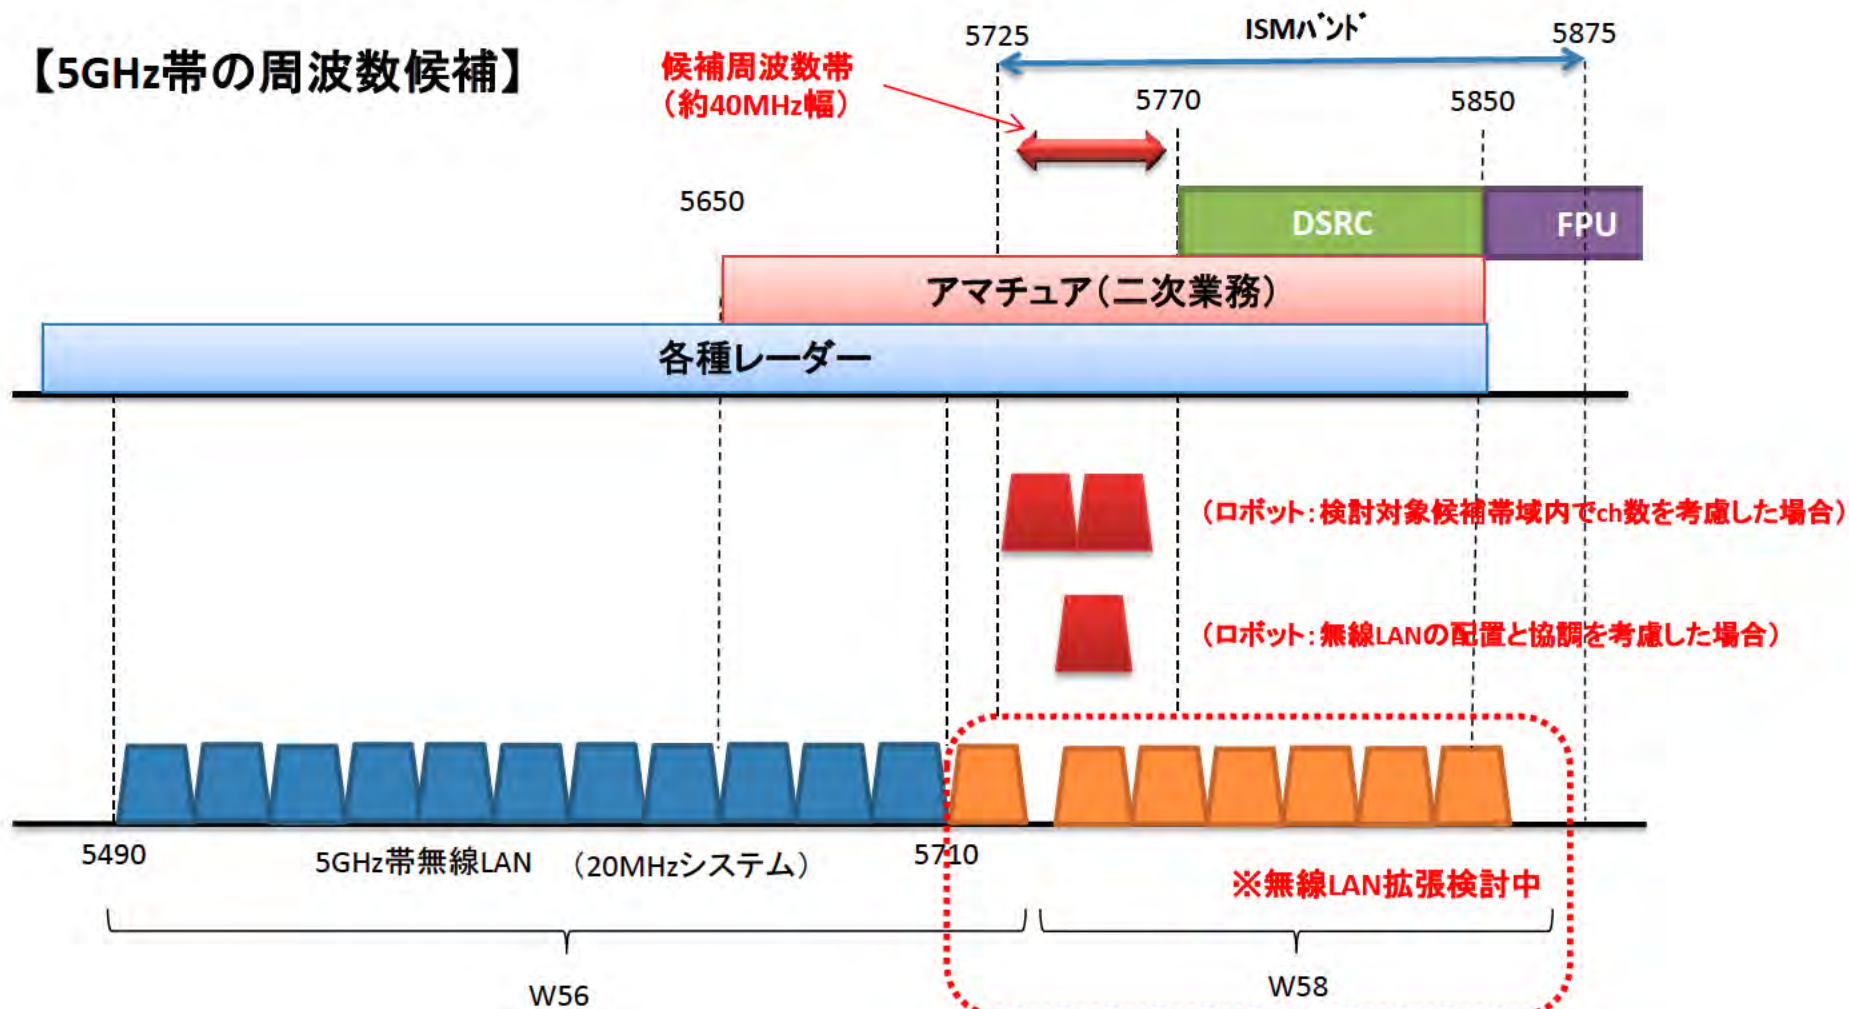 【5GHz帯の周波数候補】
候補周波数帯
（約40MHz幅）
5725
ISMバンド
5875
5770
5850
5650
DSRC
FPU
アマチュア（二次業務）
各種レーダー
（ロボット：検討対象候補帯域内でch数を考慮した場合）
（ロボット：無線LANの配置と協調を考慮した場合）
5490
5GHz帯無線LAN （20MHzシステム）
5710
※無線LAN拡張検討中
W56
W58